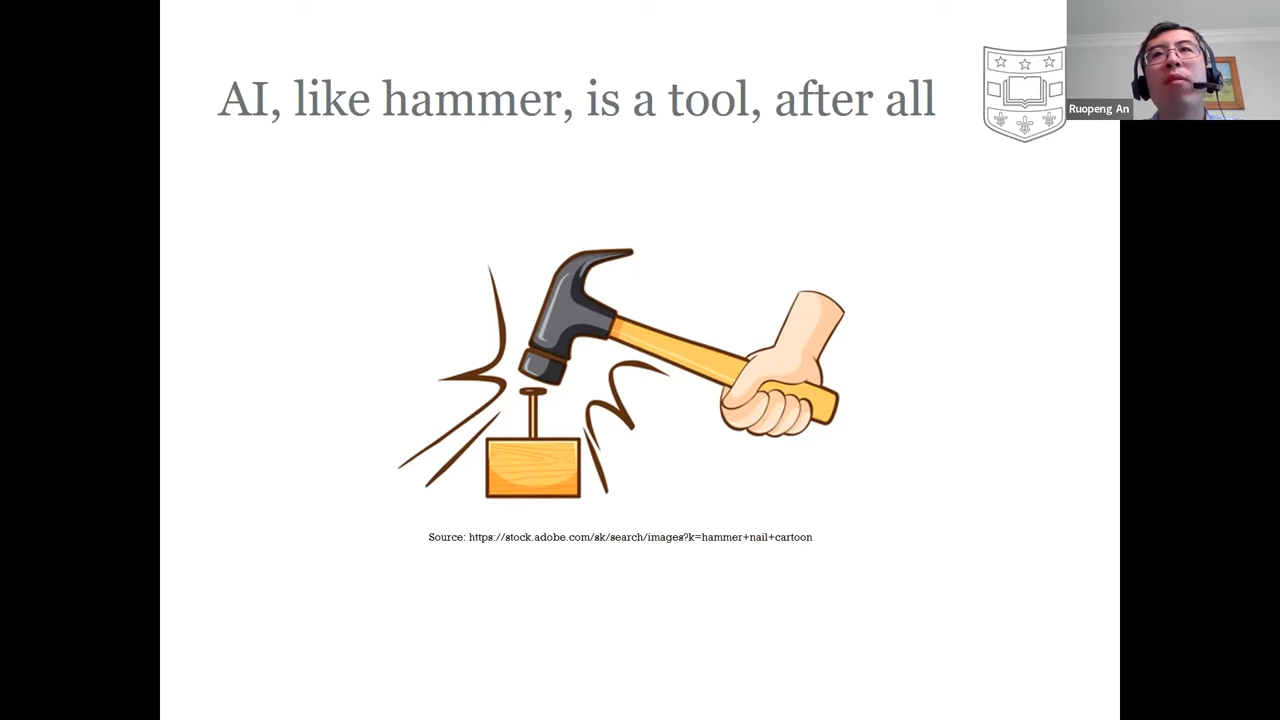 AI, like hammer, is a tool, after all
Ruopeng An
Source: https://stock.adobe.com/sk/search/images?k=hammer+nail+cartoon